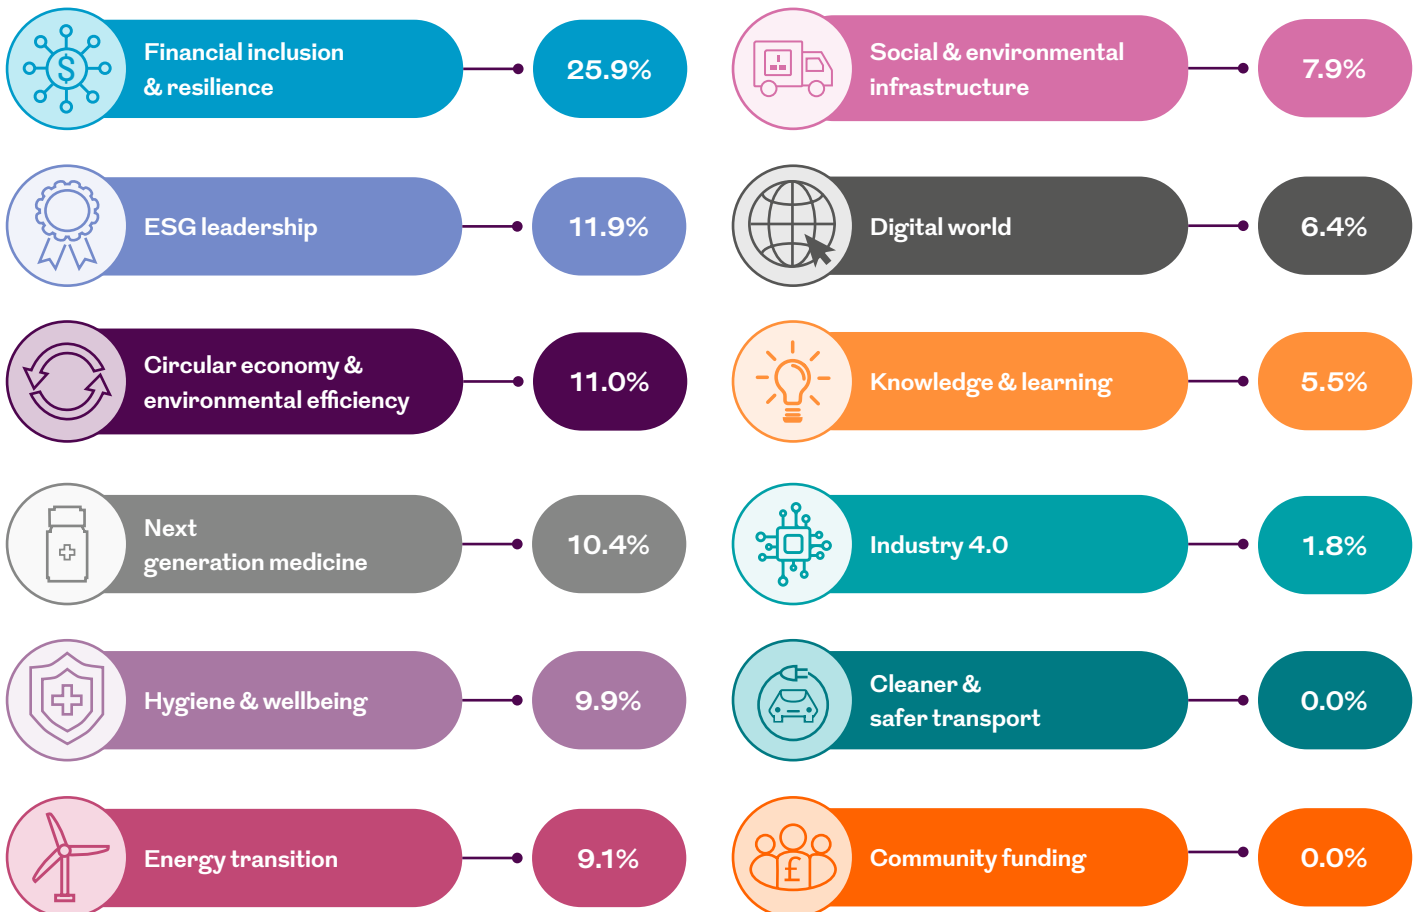 Financial inclusion
& resilience
25.9%
ESG leadership
11.9%
Circular economy &
environmental efficiency
11.0%
Next
generation medicine
10.4%
Hygiene & wellbeing
9.9%
Energy transition
9.1%
Social & environmental
infrastructure
7.9%
Digital world
6.4%
Knowledge & learning
5.5%
Industry 4.0
1.8%
Cleaner &
safer transport
0.0%
Community funding
0.0%